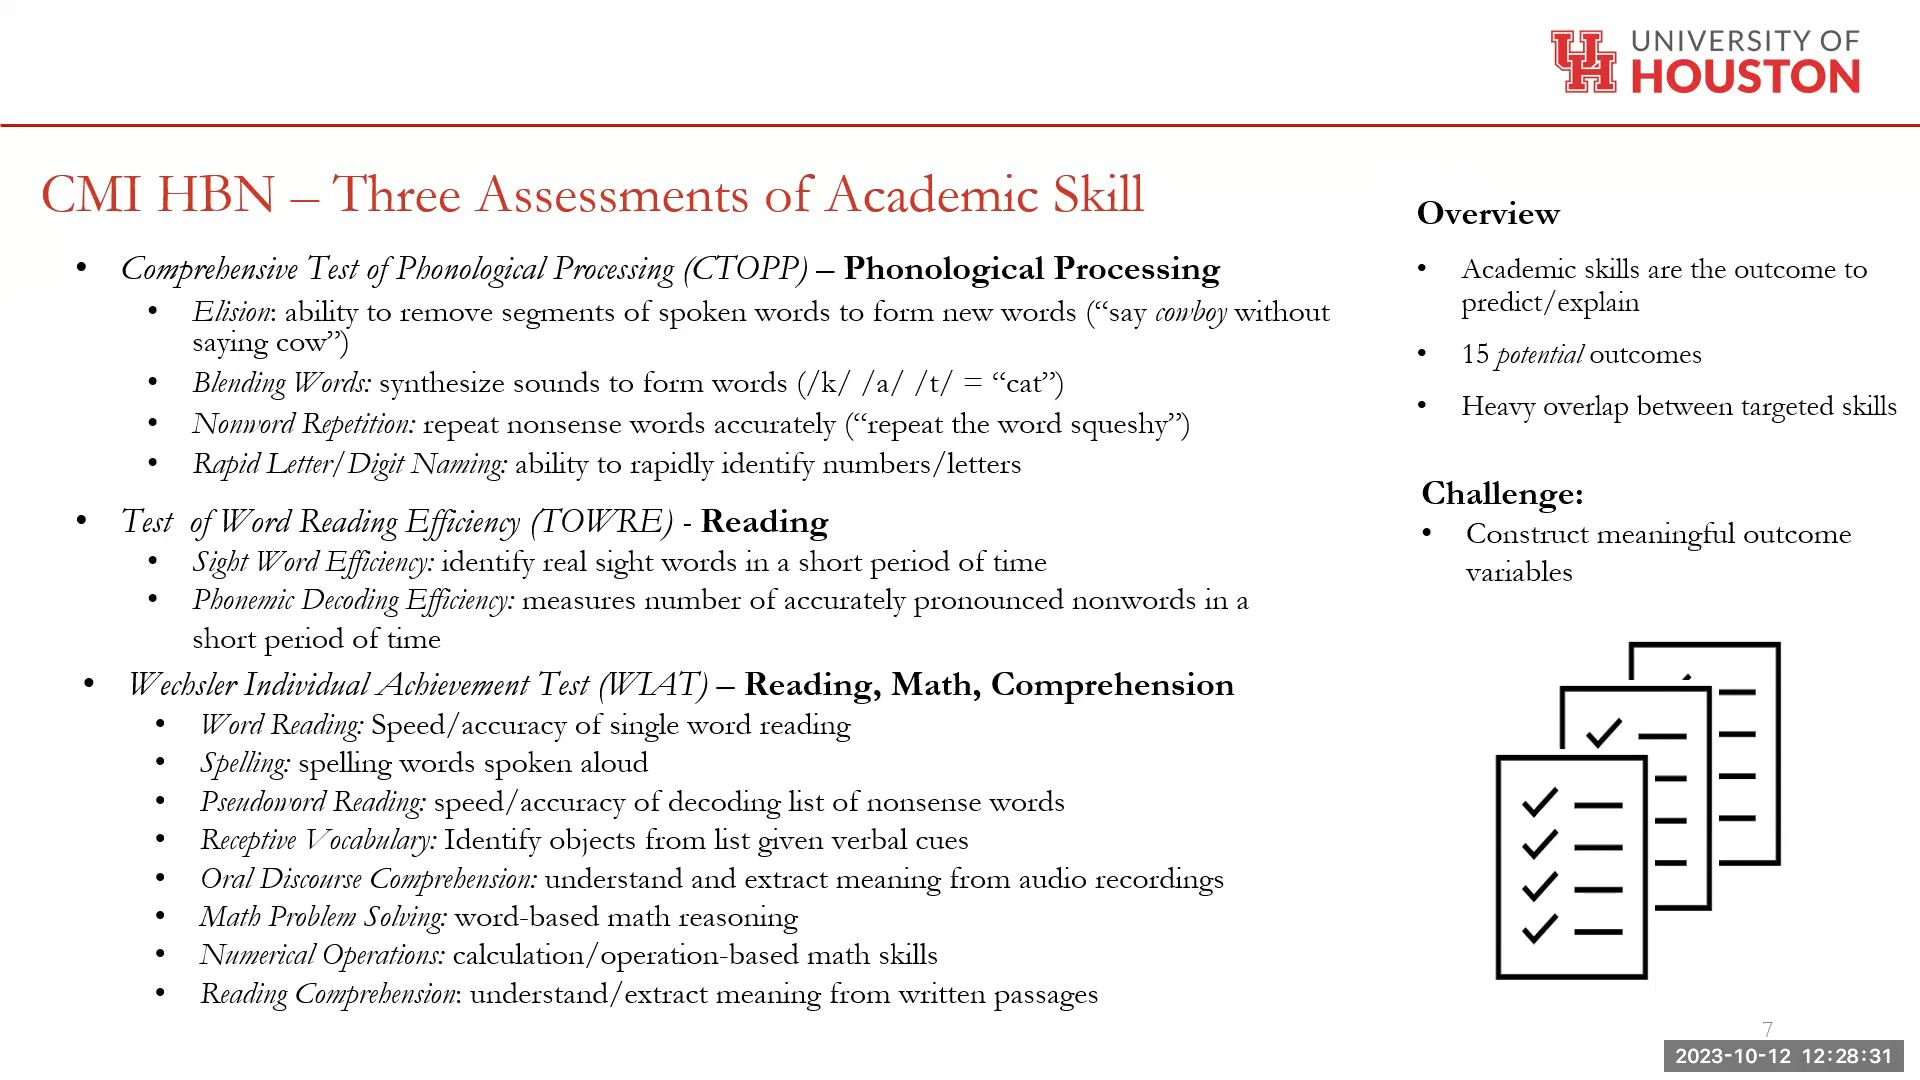 UNIVERSITY OF
HOUSTON
CMI HBN – Three Assessments of Academic Skill
• Comprehensive Test of Phonological Processing (CTOPP) – Phonological Processing
• Elision: ability to remove segments of spoken words to form new words (“say cowboy without
saying cow”)
• Blending Words: synthesize sounds to form words (/k/ /a/ /t/ = “cat”)
• Nonword Repetition: repeat nonsense words accurately (“repeat the word squeshy”)
• Rapid Letter/Digit Naming: ability to rapidly identify numbers/letters
• Test of Word Reading Efficiency (TOWRE) - Reading
• Sight Word Efficiency: identify real sight words in a short period of time
• Phonemic Decoding Efficiency: measures number of accurately pronounced nonwords in a
short period of time
• Wechsler Individual Achievement Test (WIAT) – Reading, Math, Comprehension
• Word Reading: Speed/accuracy of single word reading
• Spelling: spelling words spoken aloud
• Pseudoword Reading: speed/accuracy of decoding list of nonsense words
• Receptive Vocabulary: Identify objects from list given verbal cues
• Oral Discourse Comprehension: understand and extract meaning from audio recordings
• Math Problem Solving: word-based math reasoning
• Numerical Operations: calculation/operation-based math skills
• Reading Comprehension: understand/extract meaning from written passages
Overview
• Academic skills are the outcome to
predict/explain
• 15 potential outcomes
• Heavy overlap between targeted skills
Challenge:
• Construct meaningful outcome
variables
7
2023-10-12 12:28:31